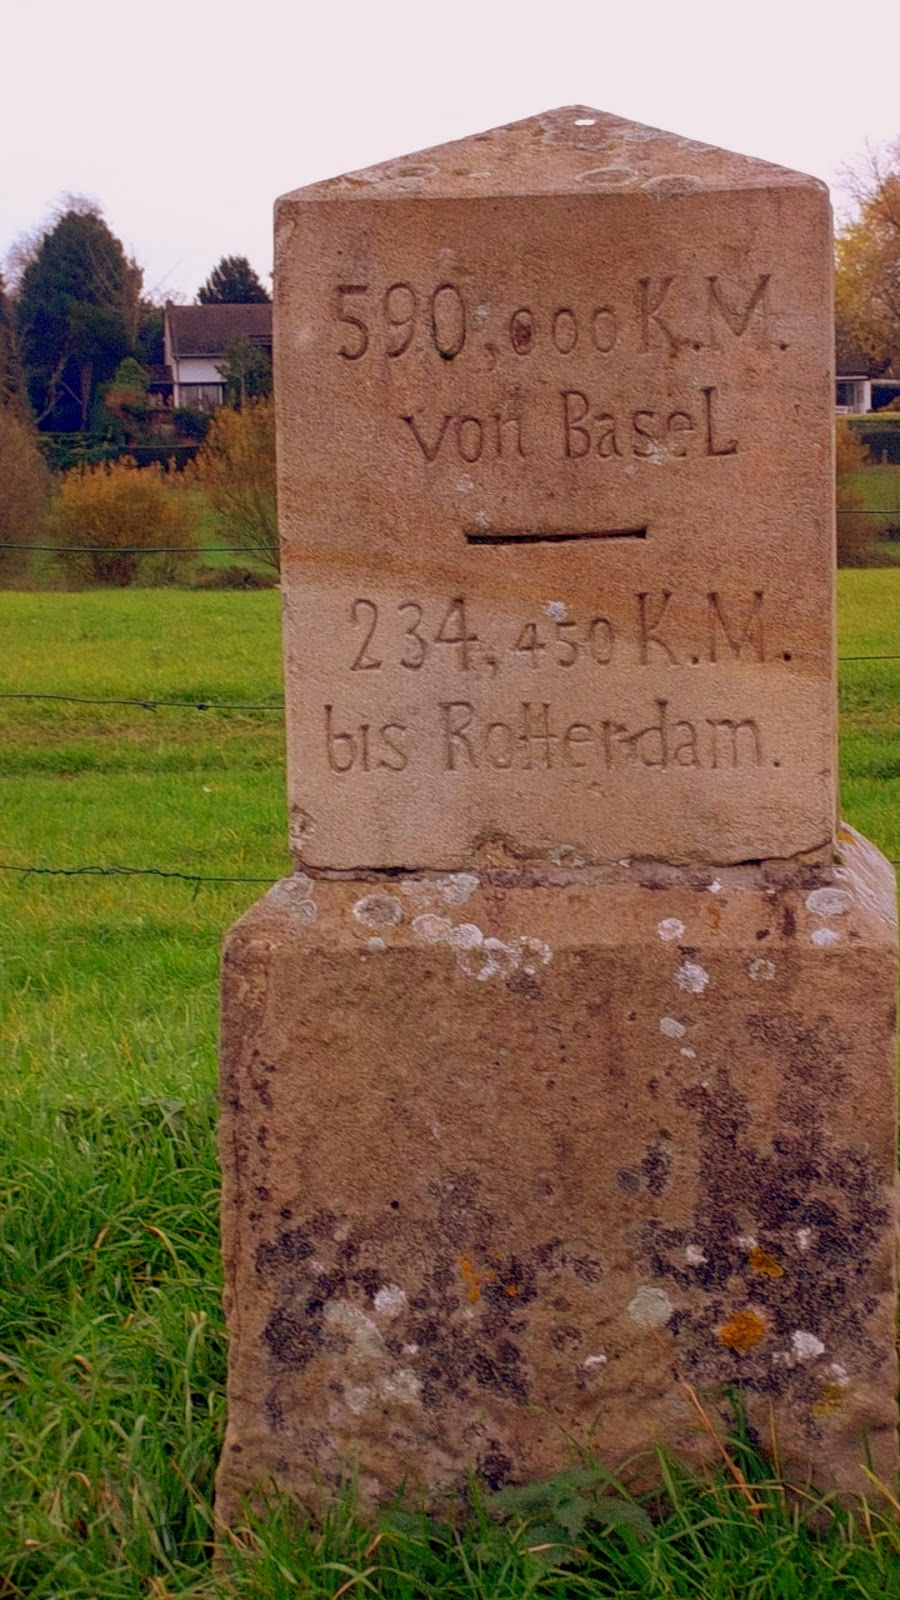 590,000 K.M.
von Basel
234,450 K.M.
bis Rotterdam.